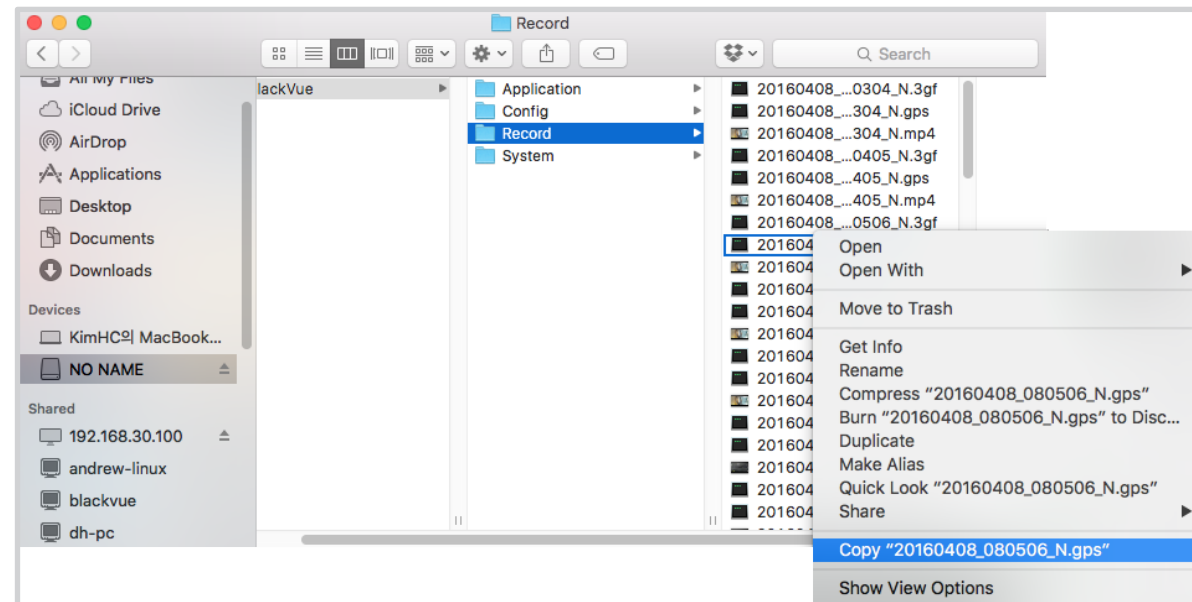 Record
Search
All My Files
iCloud Drive
AirDrop
Applications
Desktop
Documents
Downloads
Devices
KimHC의 MacBook...
NO NAME
Shared
192.168.30.100
andrew-linux
blackvue
dh-pc
lackVue
Application
Config
Record
System
20160408_...0304_N.3gf
20160408_...304_N.gps
20160408_...304_N.mp4
20160408_...0405_N.3gf
20160408_...405_N.gps
20160408_...405_N.mp4
20160408_...0506_N.3gf
201604
201604
201604
201604
201604
201604
201604
201604
201604
201604
201604
201604
201604
Open
Open With
Move to Trash
Get Info
Rename
Compress “20160408_080506_N.gps”
Burn “20160408_080506_N.gps” to Disc...
Duplicate
Make Alias
Quick Look “20160408_080506_N.gps”
Share
Copy “20160408_080506_N.gps”
Show View Options